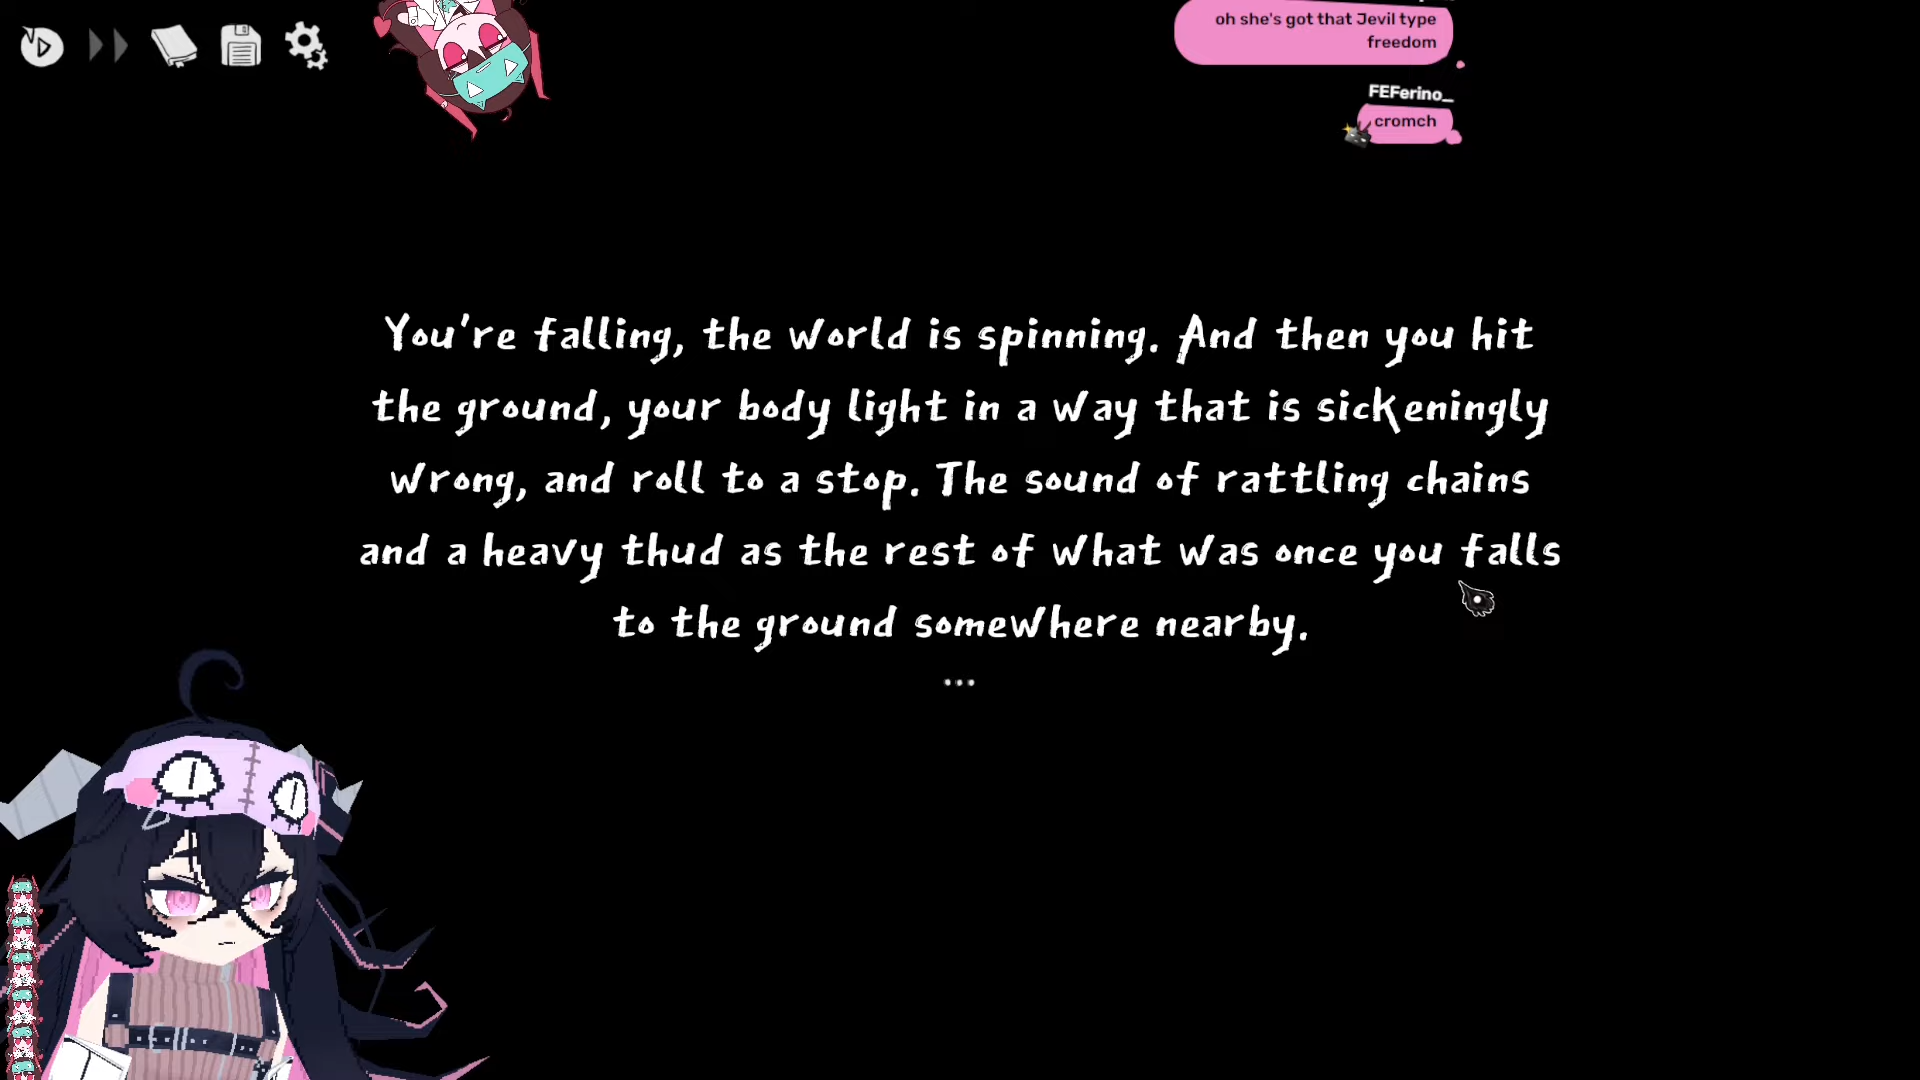 oh she's got that Jevil type
freedom
FEFerino_
cromch
You're falling, the world is spinning. And then you hit
the ground, your body light in a way that is sickeningly
wrong, and roll to a stop. The sound of rattling chains
and a heavy thud as the rest of what was once you falls
to the ground somewhere nearby.
...